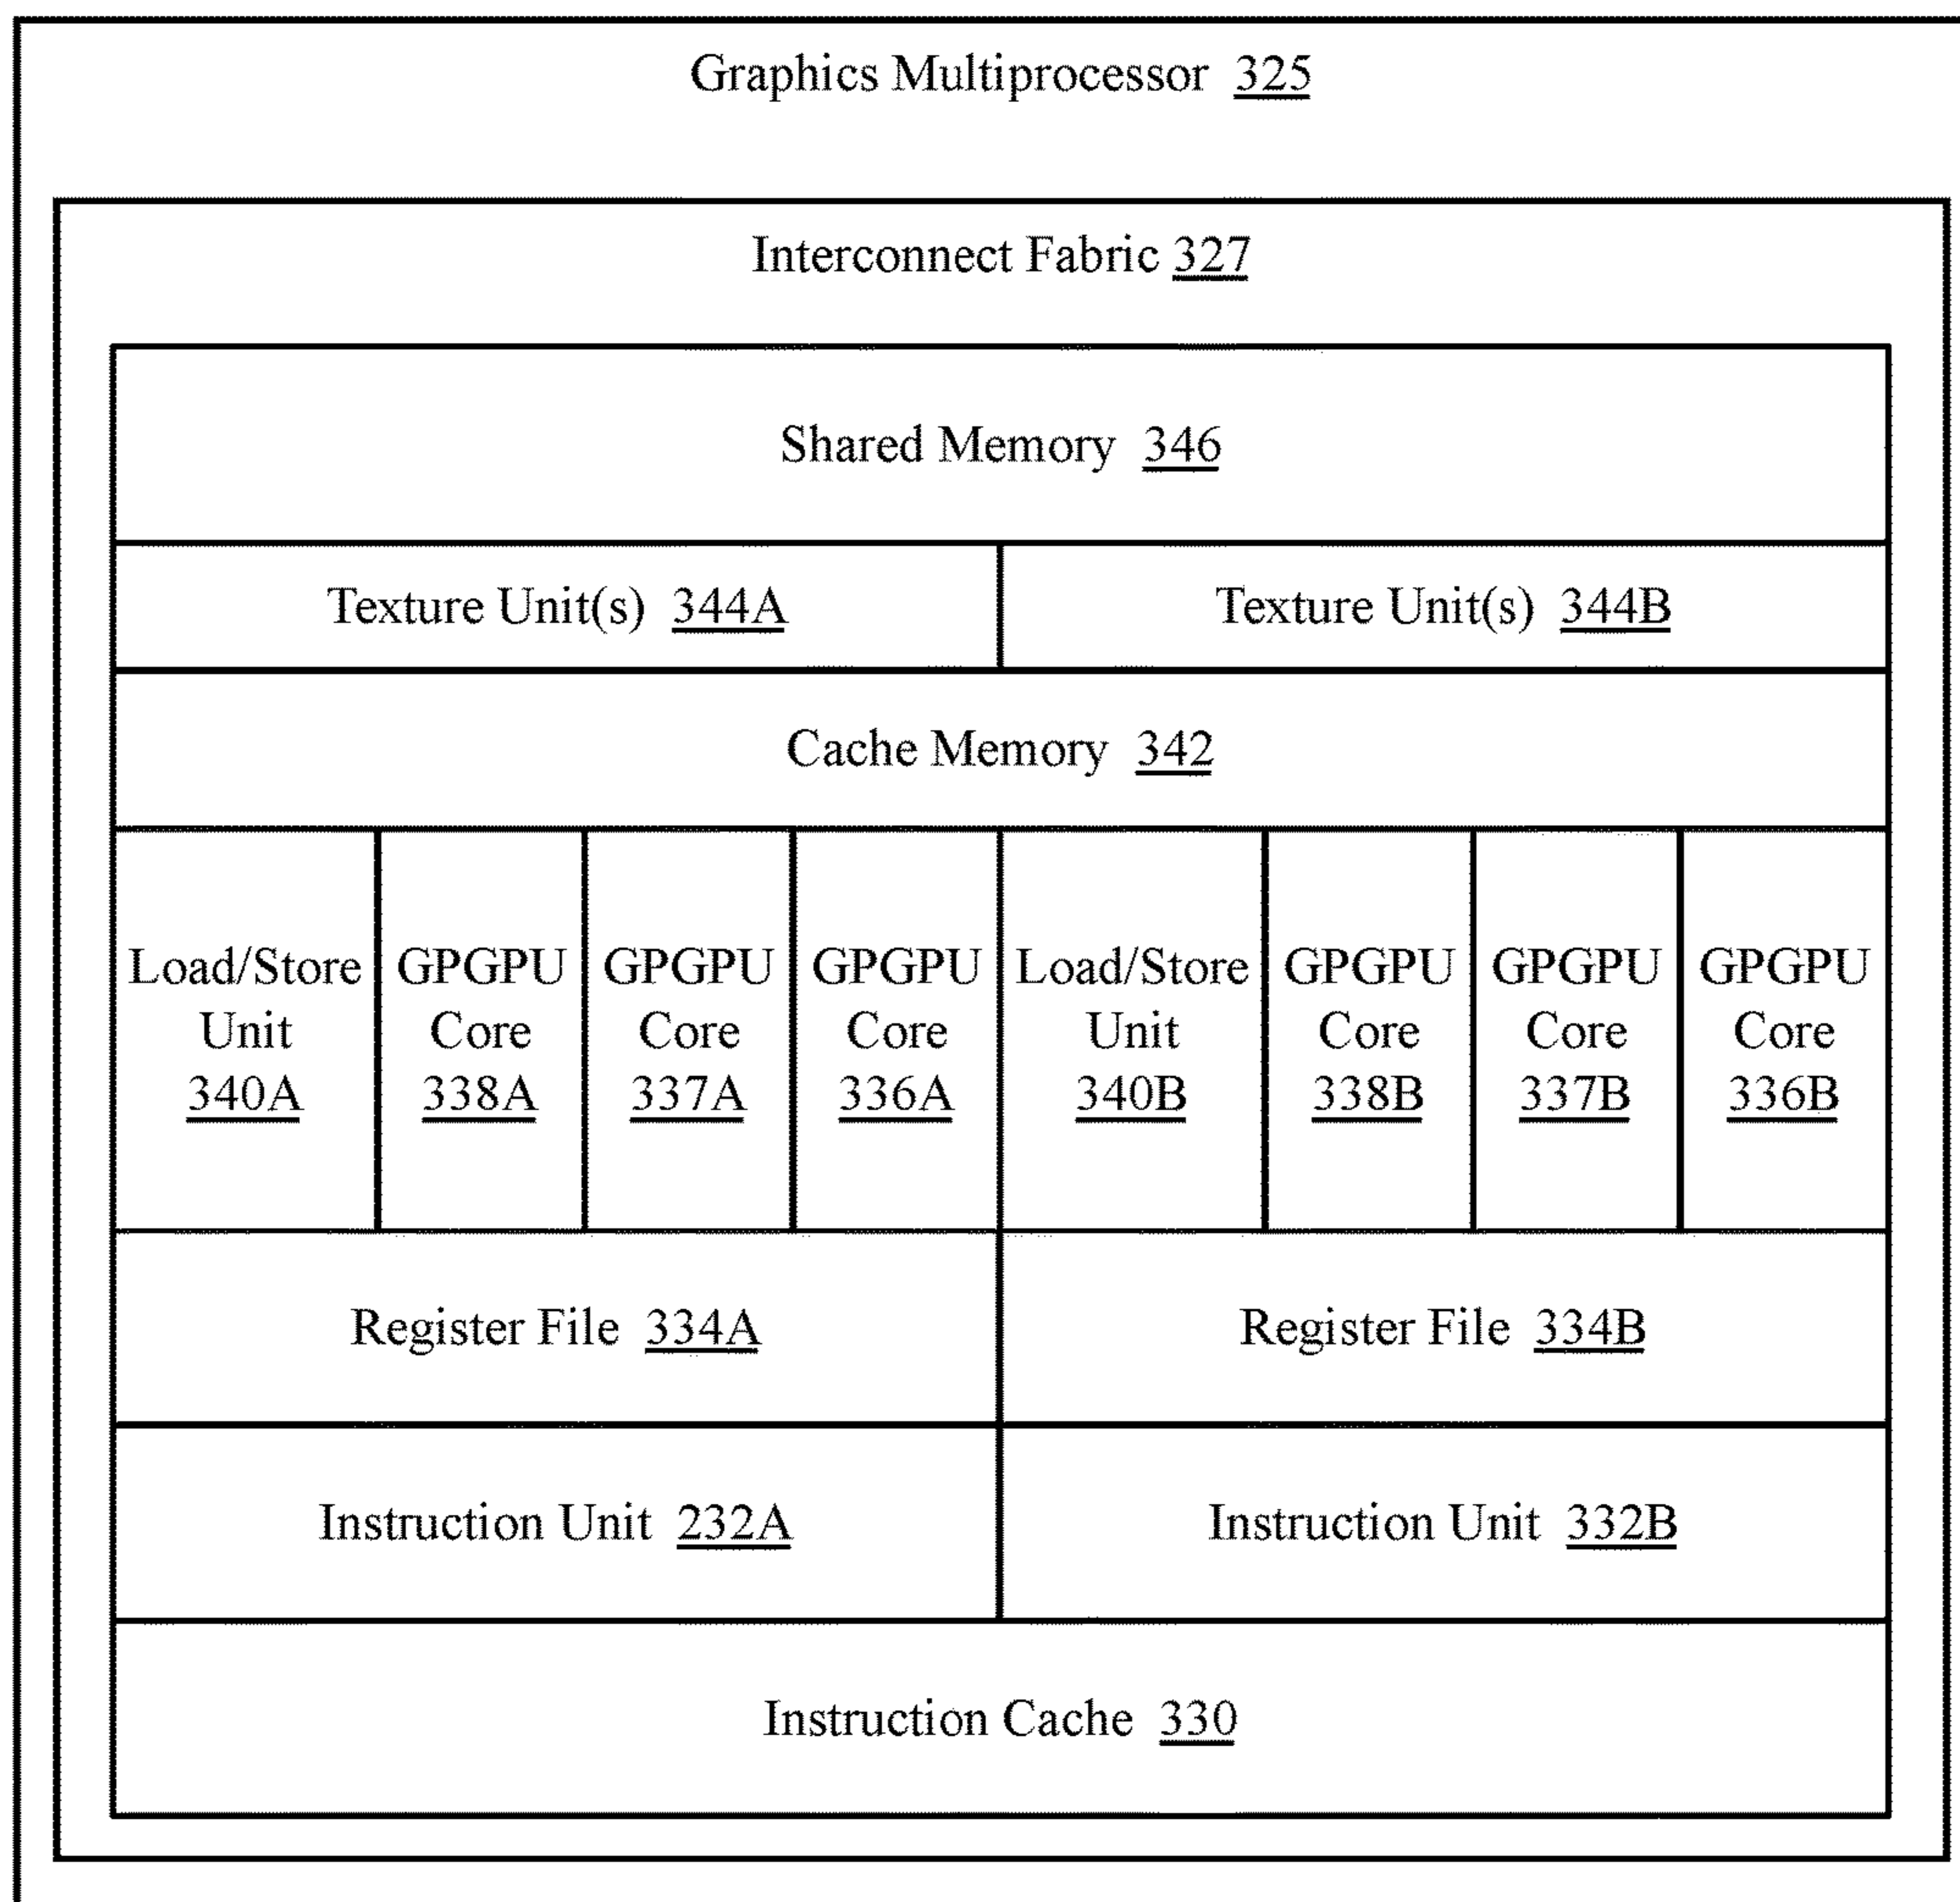 Graphics Multiprocessor 325
Interconnect Fabric 327
Shared Memory 346
Texture Unit(s) 344A
Texture Unit(s) 344B
Cache Memory 342
Load/Store
Unit
340A
GPGPU
Core
338A
GPGPU
Core
337A
GPGPU
Core
336A
Load/Store
Unit
340B
GPGPU
Core
338B
GPGPU
Core
337B
GPGPU
Core
336B
Register File 334A
Register File 334B
Instruction Unit 232A
Instruction Unit 332B
Instruction Cache 330